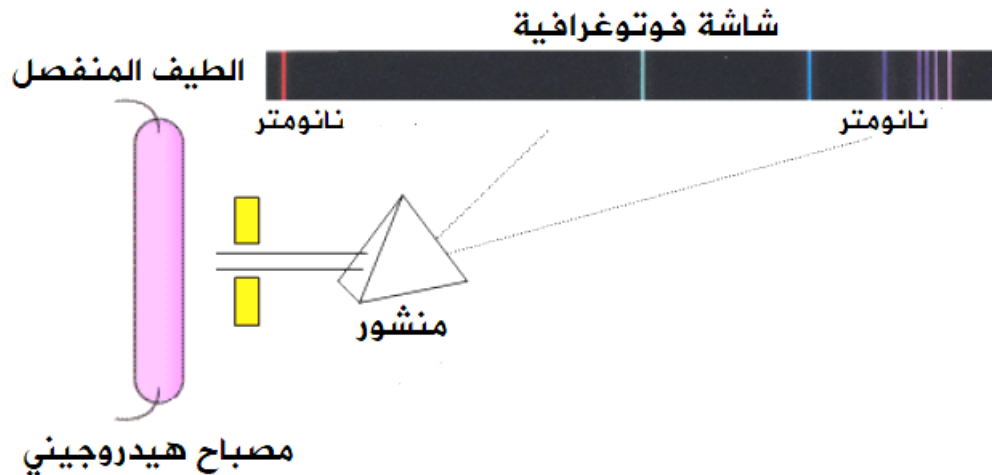 شاشة فوتوغرافية
الطيف المنفصل
نانومتر
نانومتر
منشور
مصباح هيدروجيني